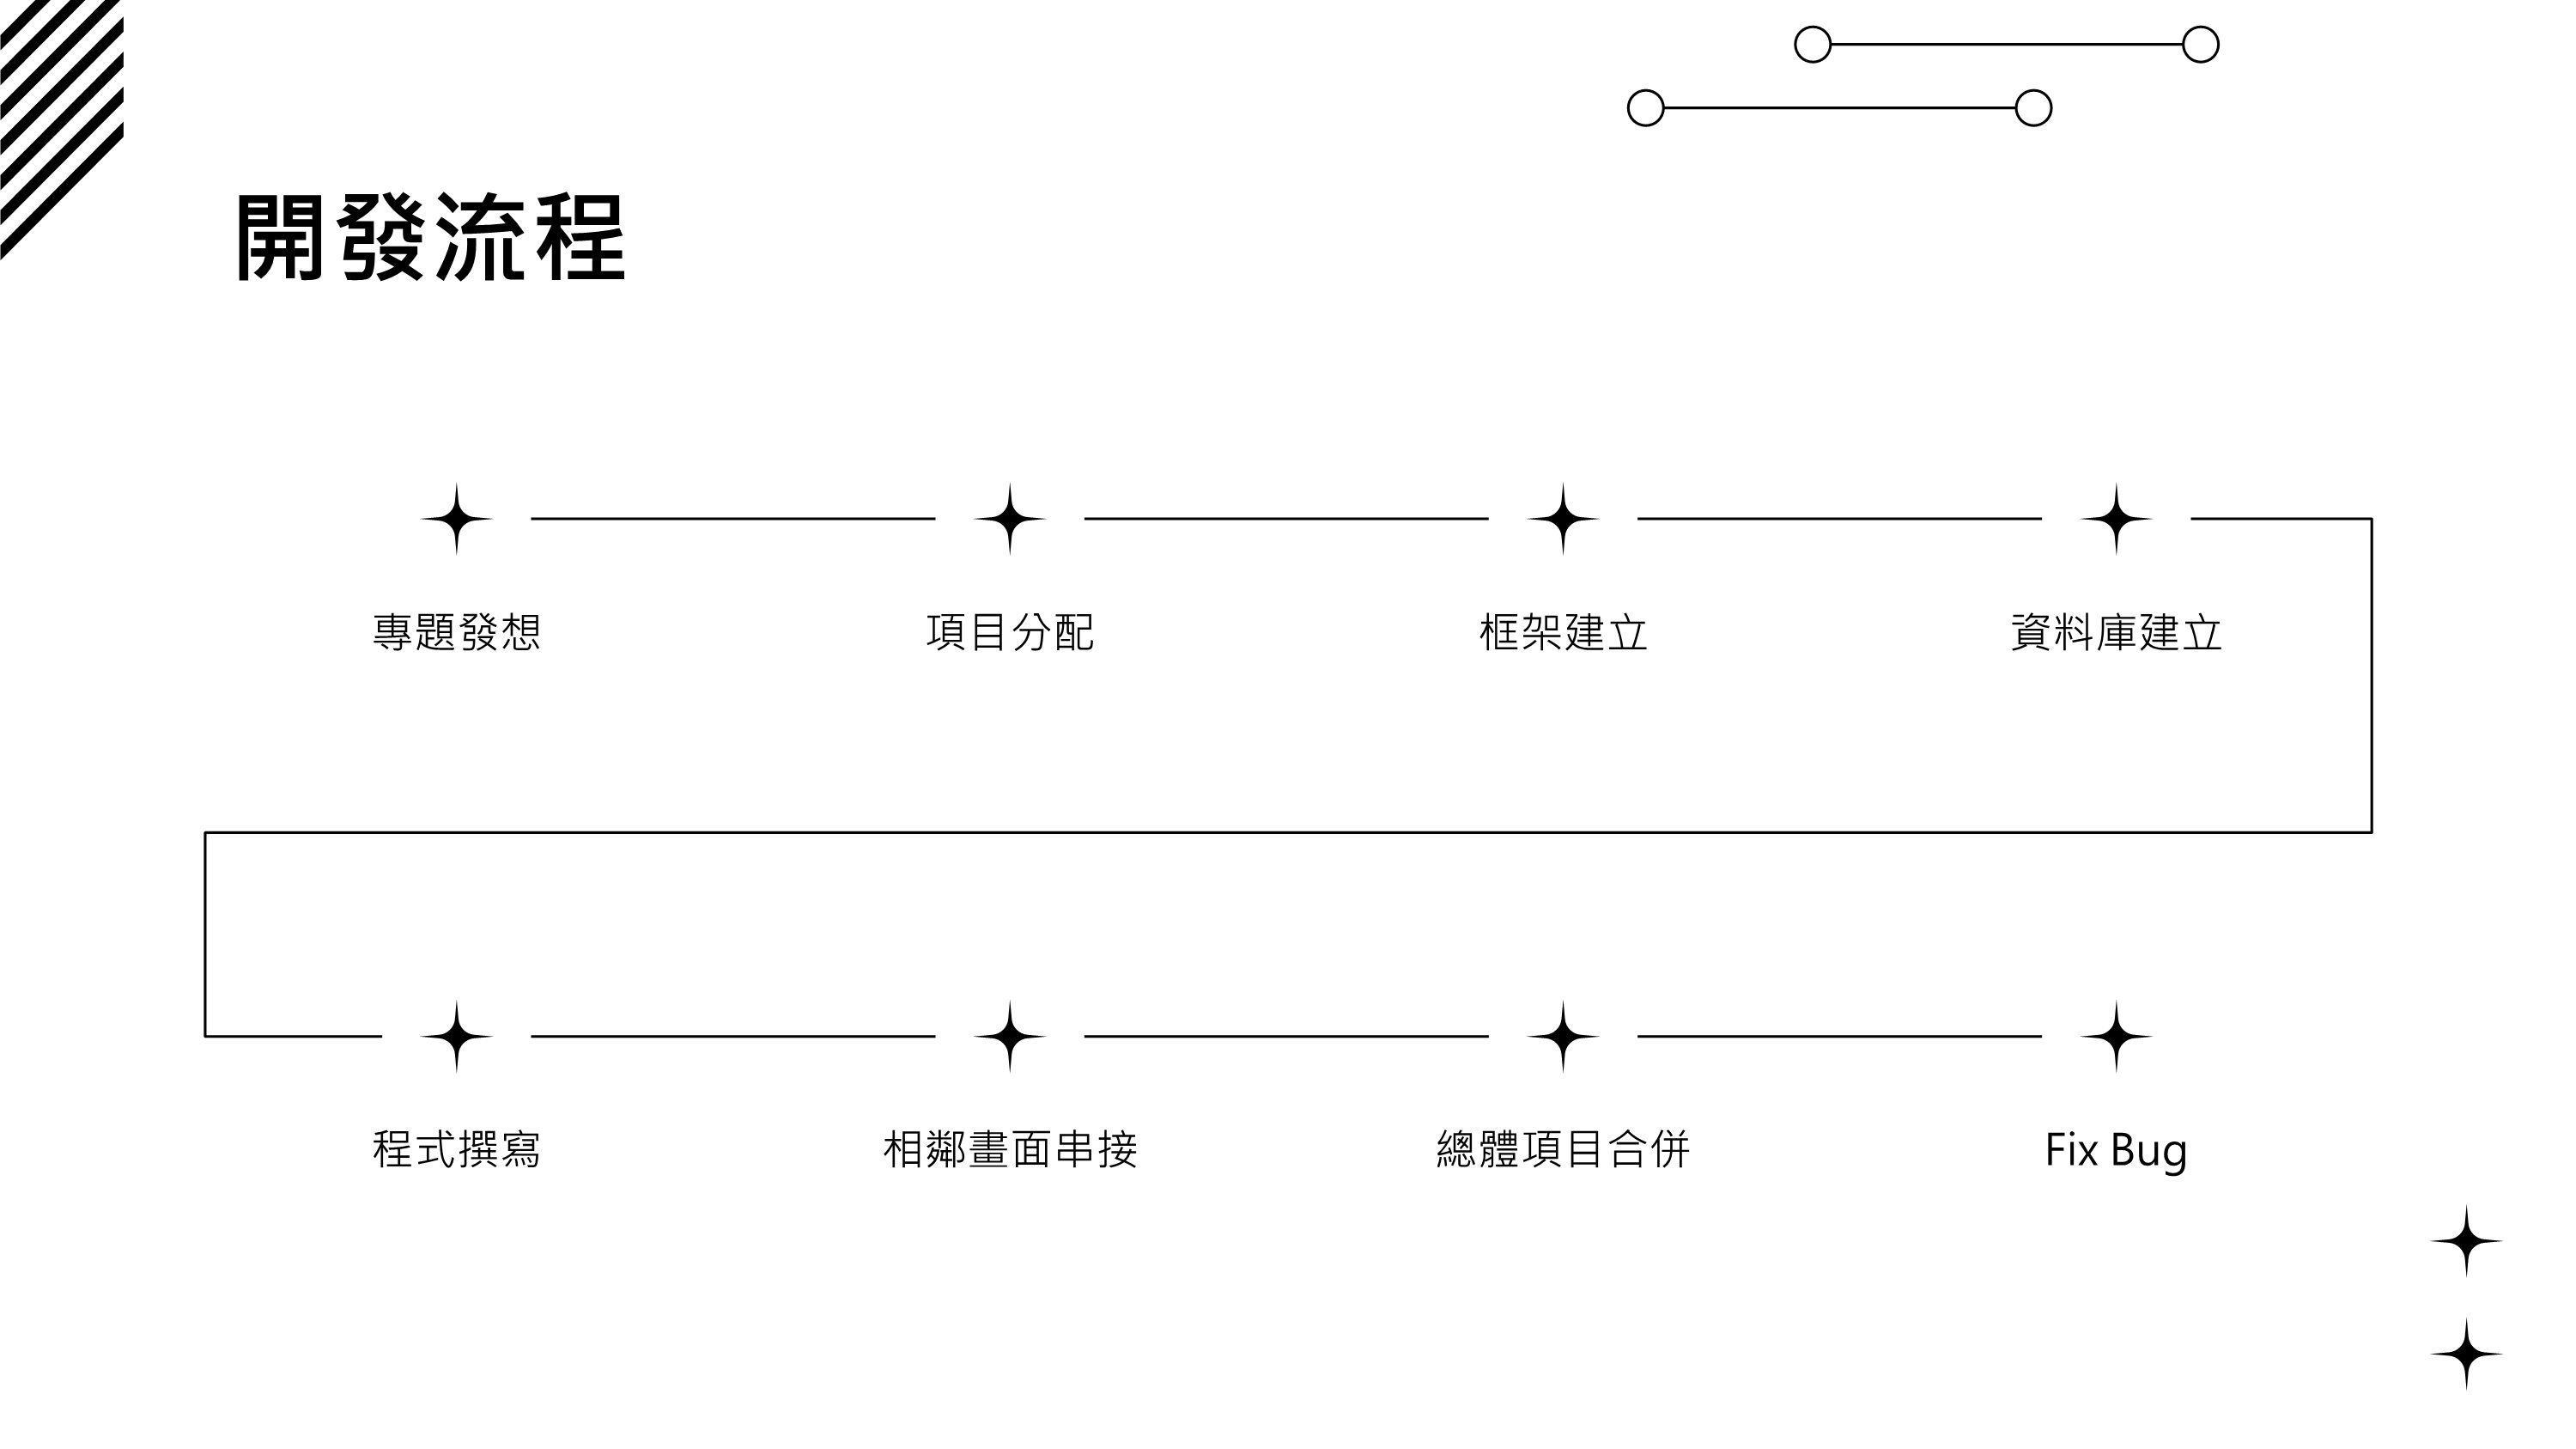 開發流程
專題發想
項目分配
框架建立
資料庫建立
程式撰寫
相鄰畫面串接
總體項目合併
Fix Bug